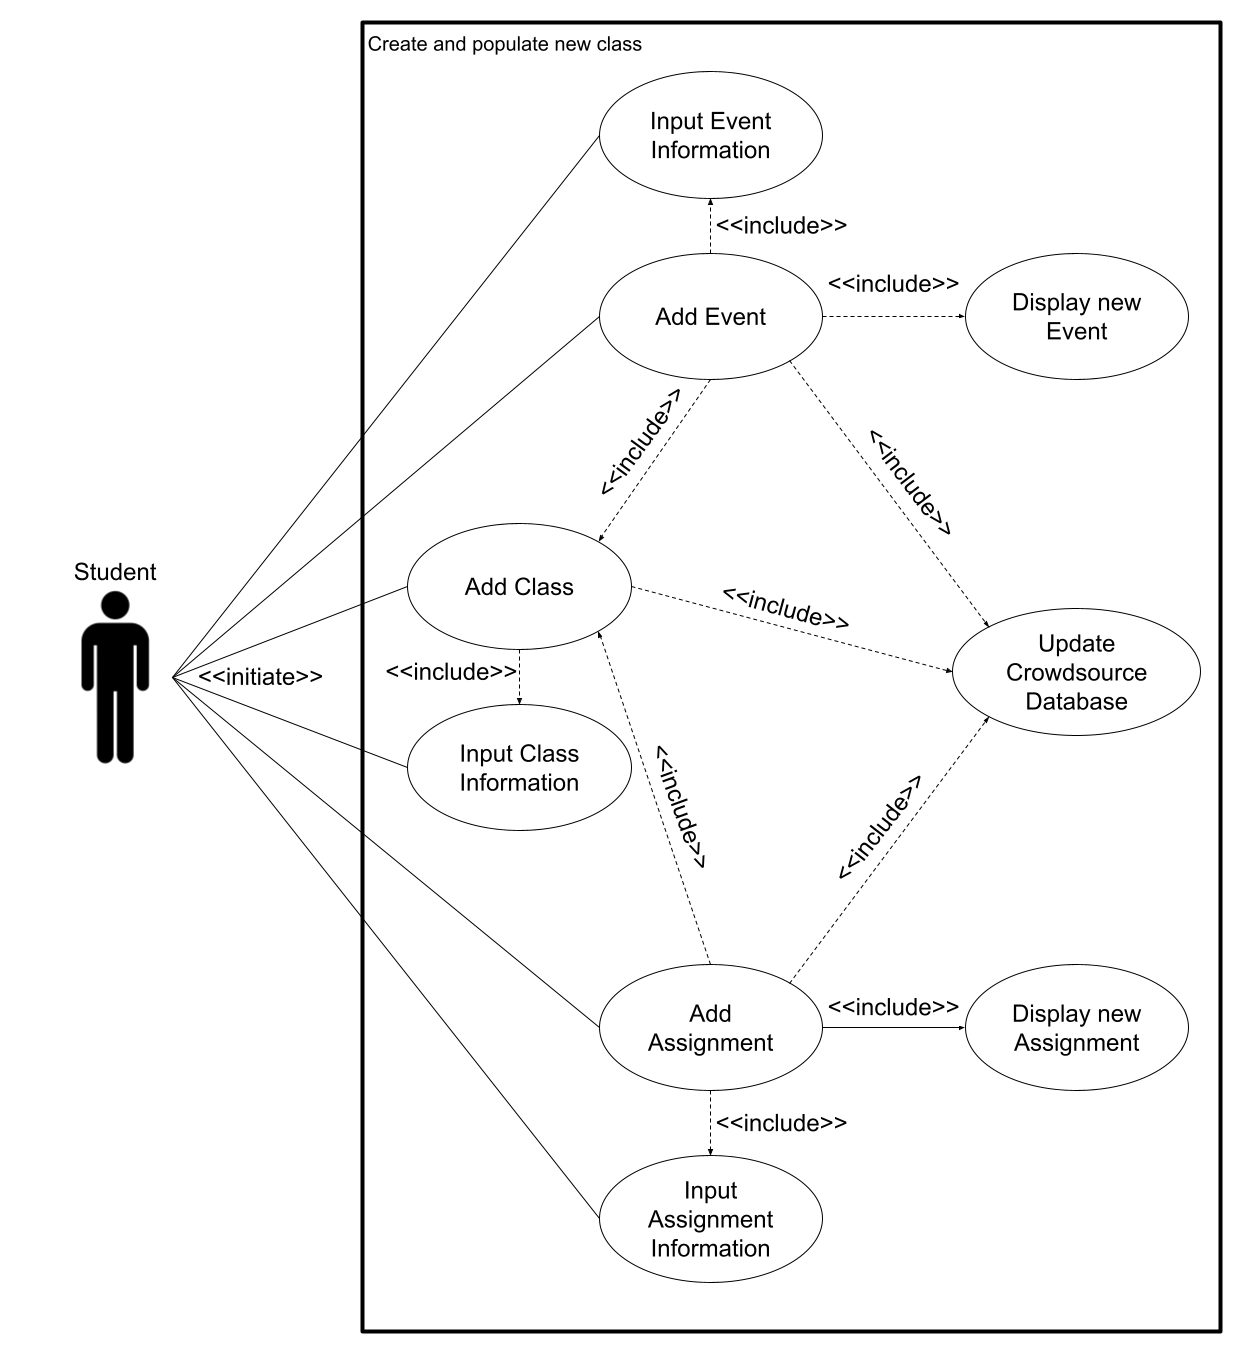 Create and populate new class
Input Event
Information
<<include>>
<<include>>
Add Event
Display new
Event
<<include>>
<<include>>
Student
Add Class
<<include>>
Update
Crowdsource
Database
<<initiate>>
<<include>>
Input Class
Information
<<include>>
<<include>>
Add
Assignment
<<include>>
Display new
Assignment
<<include>>
Input
Assignment
Information